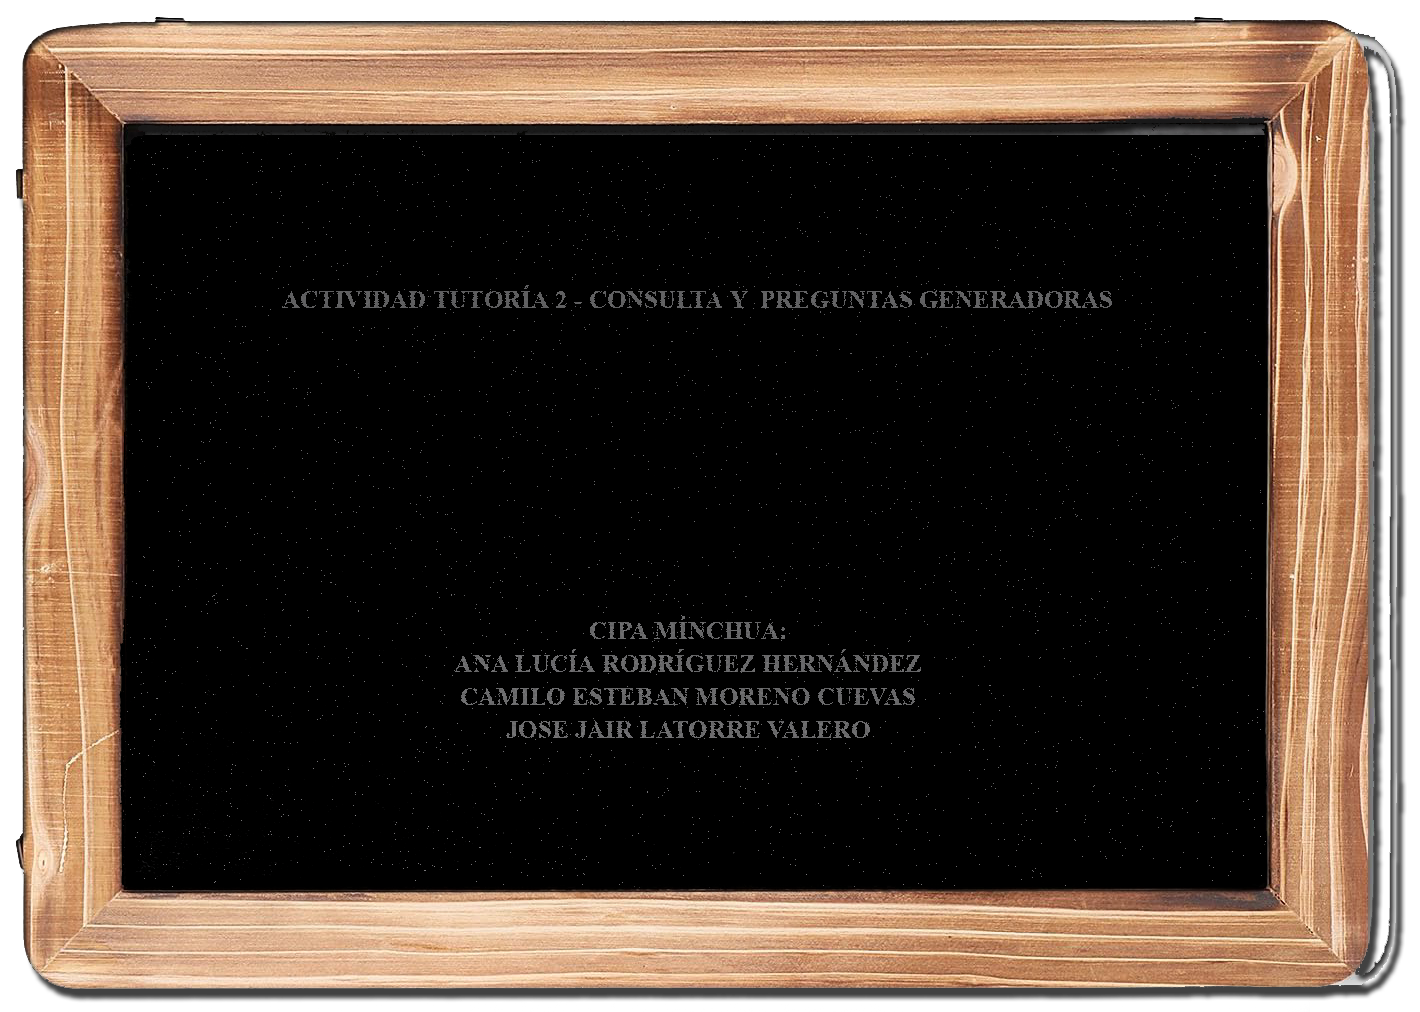 ACTIVIDAD TUTORÍA 2 - CONSULTA Y  PREGUNTAS GENERADORAS
CIPA MÍNCHUA:
ANA LUCÍA RODRÍGUEZ HERNÁNDEZ
CAMILO ESTEBAN MORENO CUEVAS
JOSE JAIR LATORRE VALERO